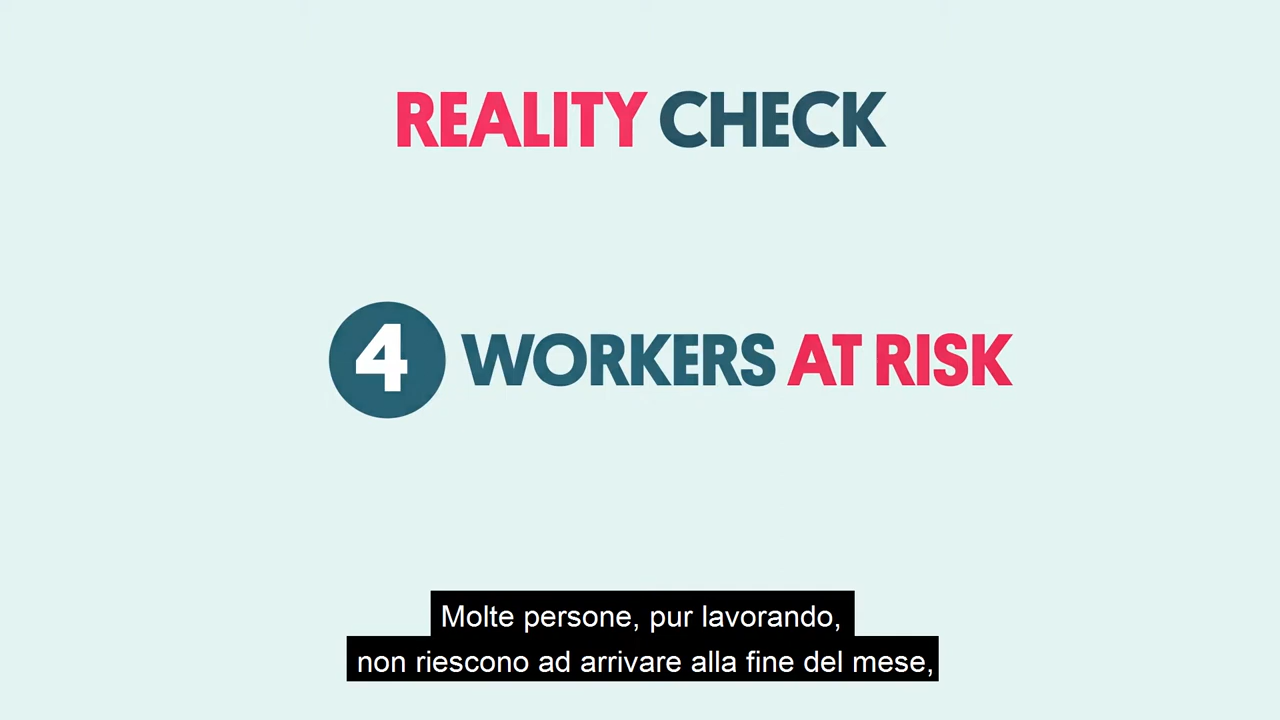 REALITY CHECK
4 WORKERS AT RISK
Molte persone, pur lavorando,
non riescono ad arrivare alla fine del mese,